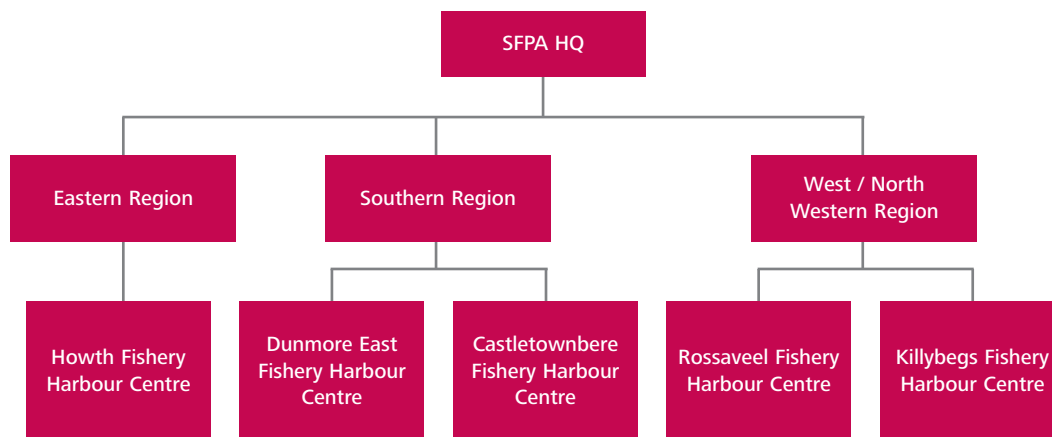 SFPA HQ
Eastern Region
Southern Region
West / North
Western Region
Howth Fishery
Harbour Centre
Dunmore East
Fishery Harbour
Centre
Castletownbere
Fishery Harbour
Centre
Rossaveel Fishery
Harbour Centre
Killybegs Fishery
Harbour Centre